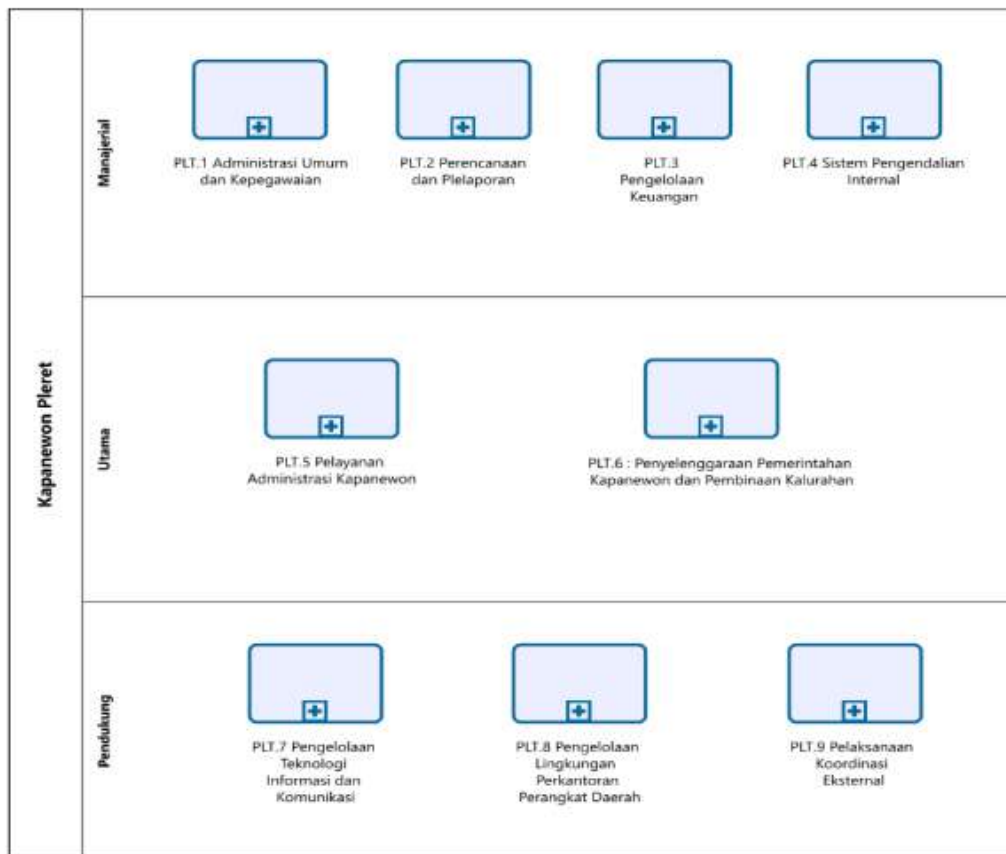 Kapanewon Pleret
Manajerial
PLT.1 Administrasi Umum
dan Kepegawaian
PLT.2 Perencanaan
dan Plelaporan
PLT.3
Pengelolaan
Keuangan
PLT.4 Sistem Pengendalian
Internal
Utama
PLT.5 Pelayanan
Administrasi Kapanewon
PLT.6 : Penyelenggaraan Pemerintahan
Kapanewon dan Pembinaan Kalurahan
Pendukung
PLT.7 Pengelolaan
Teknologi
Informasi dan
Komunikasi
PLT.8 Pengelolaan
Lingkungan
Perkantoran
Perangkat Daerah
PLT.9 Pelaksanaan
Koordinasi
Eksternal